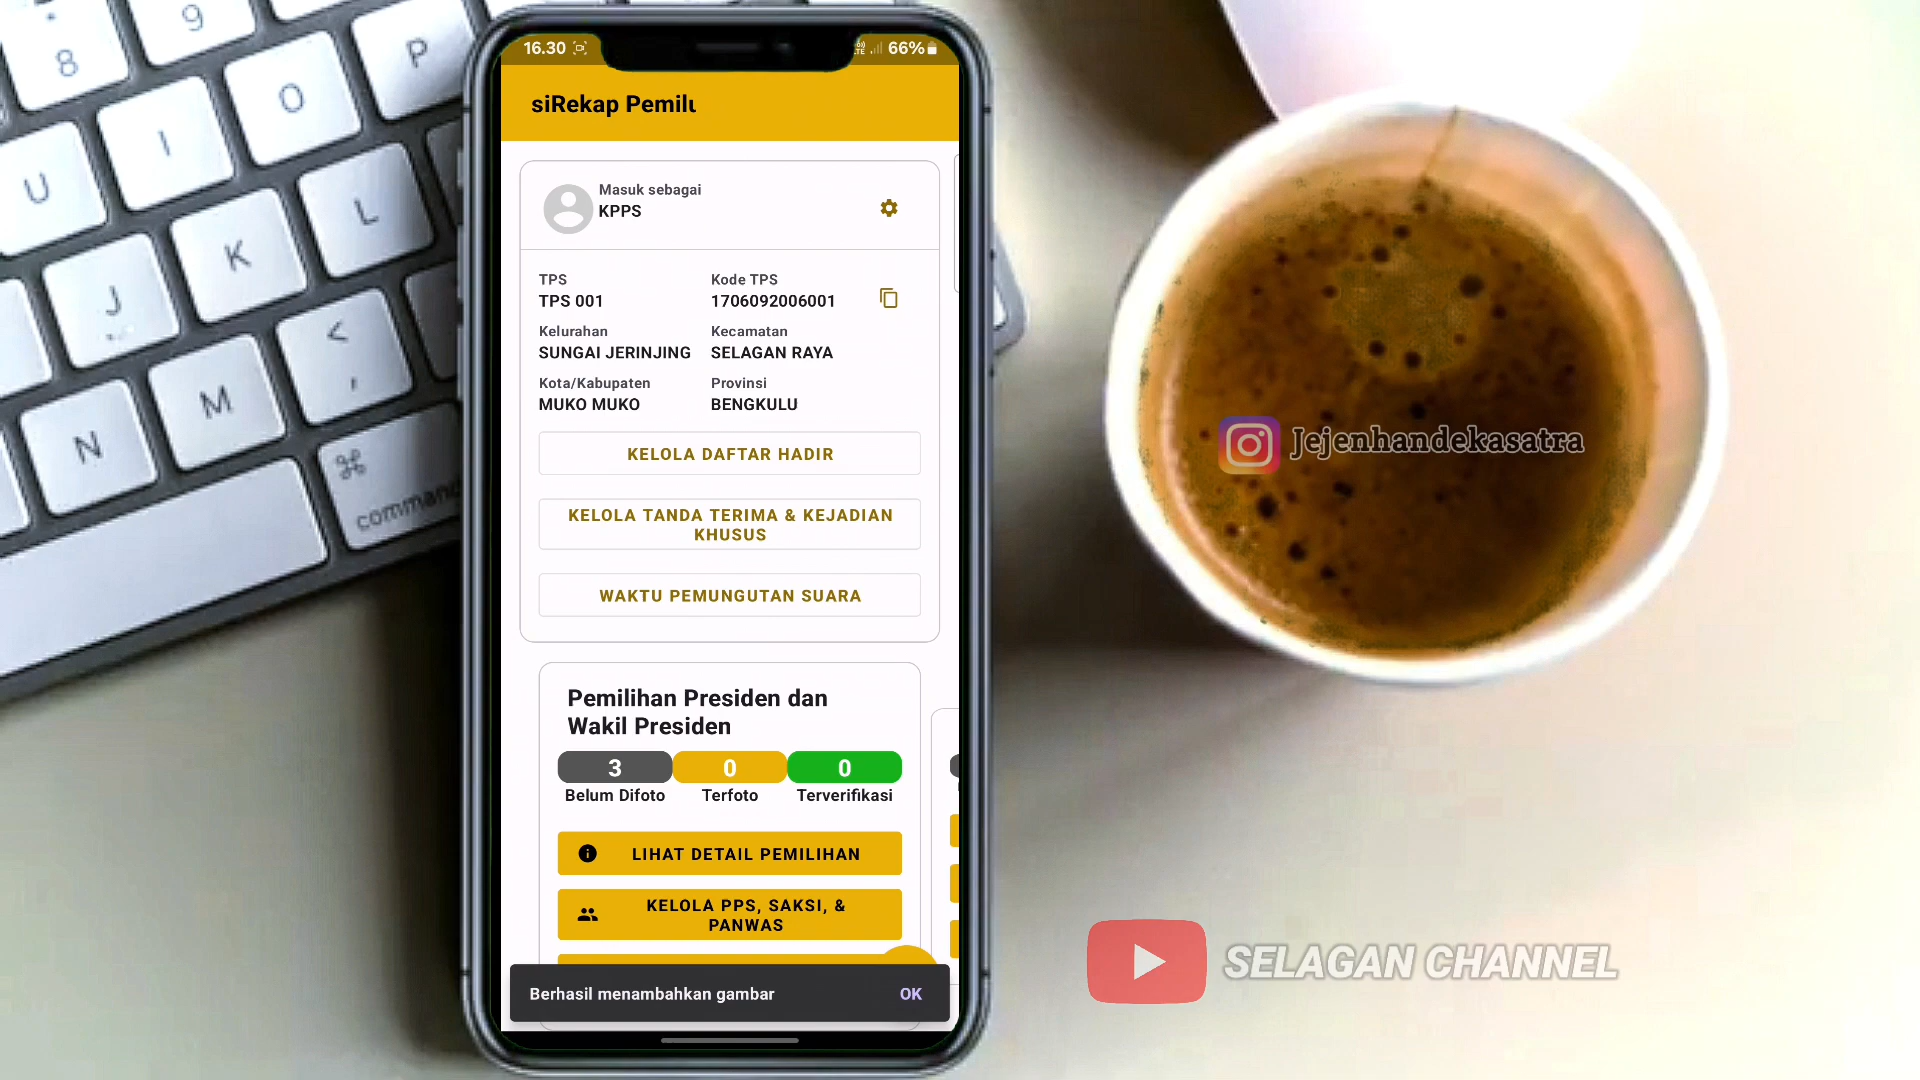 16.30
66%
siRekap Pemilu
Masuk sebagai
KPPS
TPS
Kode TPS
TPS 001
1706092006001
Kelurahan
Kecamatan
SUNGAI JERINJING
SELAGAN RAYA
Kota/Kabupaten
Provinsi
MUKO MUKO
BENGKULU
KELOLA DAFTAR HADIR
KELOLA TANDA TERIMA & KEJADIAN
KHUSUS
WAKTU PEMUNGUTAN SUARA
Pemilihan Presiden dan
Wakil Presiden
3
0
0
Belum Difoto
Terfoto
Terverifikasi
LIHAT DETAIL PEMILIHAN
KELOLA PPS, SAKSI, &
PANWAS
Berhasil menambahkan gambar
OK
8
9
U
I
O
P
J
K
L
N
M
<
,
⌘
command
Jejenhandekasatra
SELAGAN CHANNEL